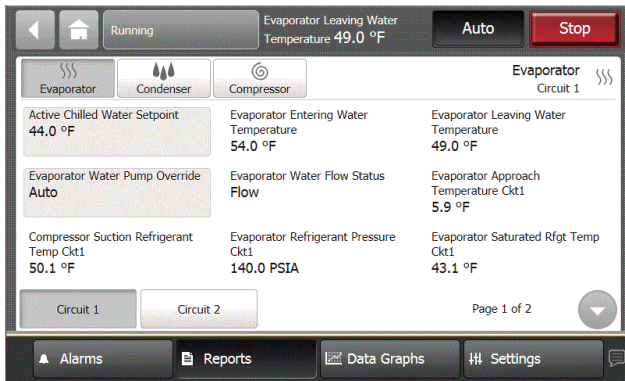 Running
Evaporator Leaving Water
Temperature 49.0 °F
Auto
Stop
Evaporator
Condenser
Compressor
Evaporator
Circuit 1
Active Chilled Water Setpoint
44.0 °F
Evaporator Entering Water
Temperature
54.0 °F
Evaporator Leaving Water
Temperature
49.0 °F
Evaporator Water Pump Override
Auto
Evaporator Water Flow Status
Flow
Evaporator Approach
Temperature Ckt1
5.9 °F
Compressor Suction Refrigerant
Temp Ckt1
50.1 °F
Evaporator Refrigerant Pressure
Ckt1
140.0 PSIA
Evaporator Saturated Rfgt Temp
Ckt1
43.1 °F
Circuit 1
Circuit 2
Page 1 of 2
Alarms
Reports
Data Graphs
Settings